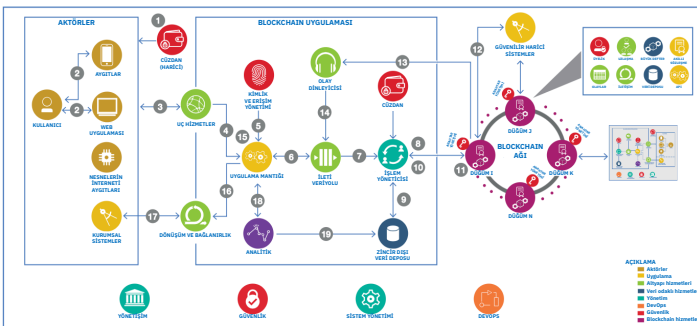 AKTÖRLER
BLOCKCHAIN UYGULAMASI
1
CÜZDAN
(HARİCİ)
2
AYGITLAR
KULLANICI
2
WEB
UYGULAMASI
3
UÇ HİZMETLER
KİMLİK
VE ERİŞİM
YÖNETİMİ
OLAY
DİNLEYİCİSİ
CÜZDAN
13
12
GÜVENİLİR HARİCİ
SİSTEMLER
4
15
5
14
UYGULAMA MANTIĞI
6
İLETİ
VERİYOLU
7
İŞLEM
YÖNETİCİSİ
8
10
11
DÜĞÜM J
BLOCKCHAIN
AĞI
DÜĞÜM I
DÜĞÜM K
DÜĞÜM N
NESNELERİN
İNTERNETİ
AYGITLARI
16
18
9
KURUMSAL
SİSTEMLER
17
DÖNÜŞÜM VE BAĞLANIRLIK
ANALİTİK
19
ZİNCİR DIŞI
VERİ DEPOSU
YÖNETİŞİM
GÜVENLİK
SİSTEM YÖNETİMİ
DEVOPS
AÇIKLAMA
Aktörler
Uygulama
Altyapı hizmetleri
Veri odaklı hizmetler
Yönetim
DevOps
Güvenlik
Blockchain hizmetleri